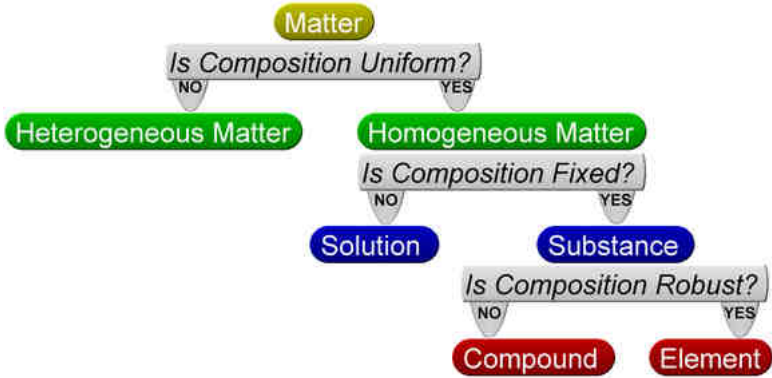 Matter
Is Composition Uniform?
NO YES
Heterogeneous Matter Homogeneous Matter
Is Composition Fixed?
NO YES
Solution Substance
Is Composition Robust?
NO YES
Compound Element